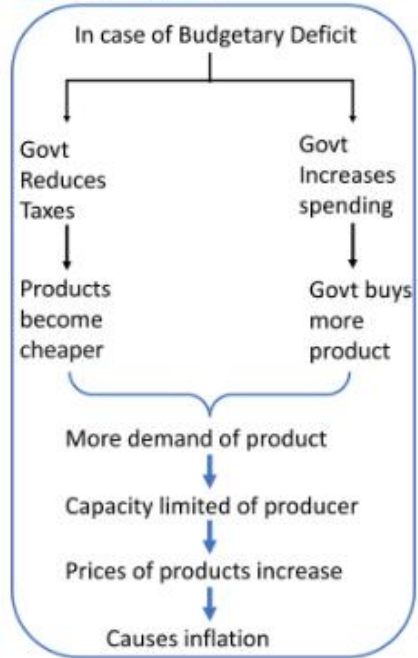 In case of Budgetary Deficit
Govt
Reduces
Taxes
Govt
Increases
spending
Products
become
cheaper
Govt buys
more
product
More demand of product
Capacity limited of producer
Prices of products increase
Causes inflation